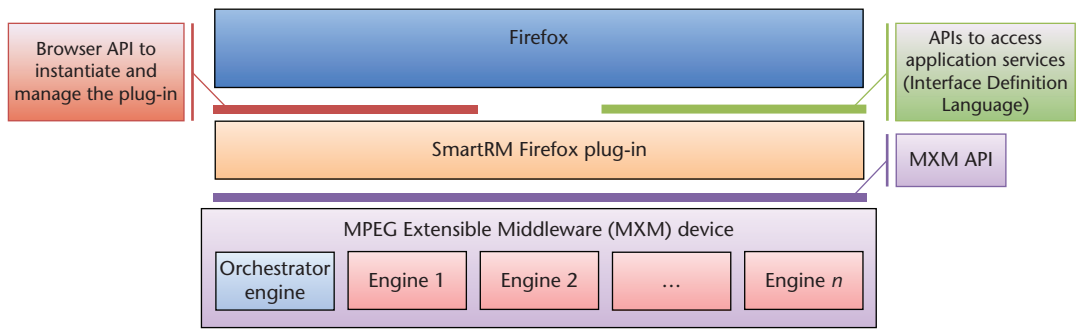 Browser API to
instantiate and
manage the plug-in
Firefox
APIs to access
application services
(Interface Definition
Language)
SmartRM Firefox plug-in
MXM API
MPEG Extensible Middleware (MXM) device
Orchestrator
engine
Engine 1
Engine 2
...
Engine n